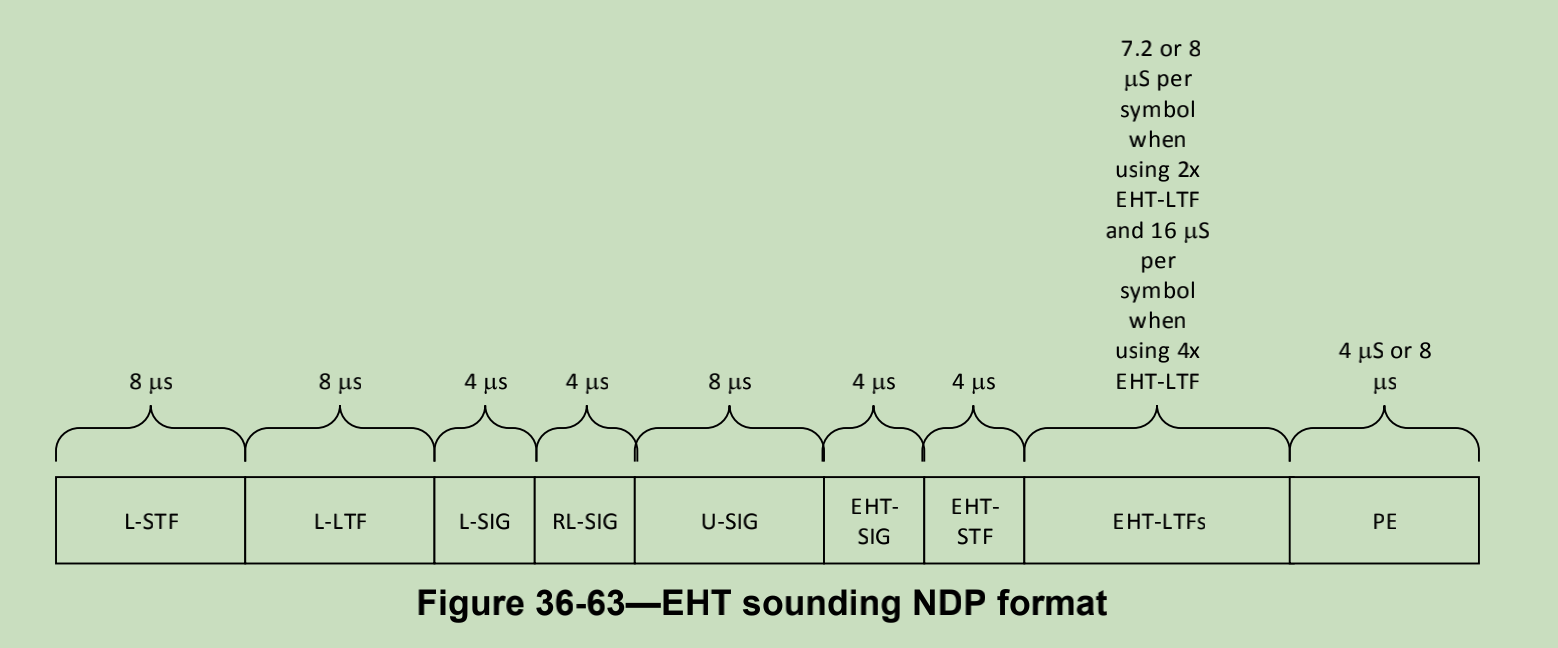 7.2 or 8
μS per
symbol
when
using 2x
EHT-LTF
and 16 μS
per
symbol
when
using 4x
EHT-LTF
4 μS or 8
μs
8 μs
8 μs
4 μs
4 μs
8 μs
4 μs
4 μs
L-STF
L-LTF
L-SIG
RL-SIG
U-SIG
EHT-
SIG
EHT-
STF
EHT-LTFs
PE
Figure 36-63—EHT sounding NDP format